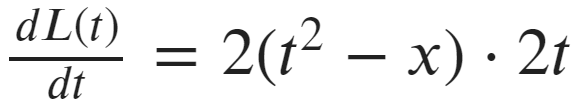 dL(t)/dt = 2(t² − x) · 2t